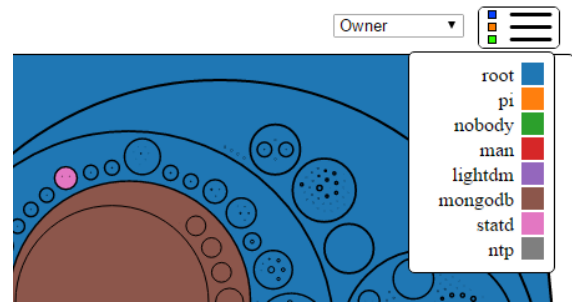 Owner
root
pi
nobody
man
lightdm
mongodb
statd
ntp